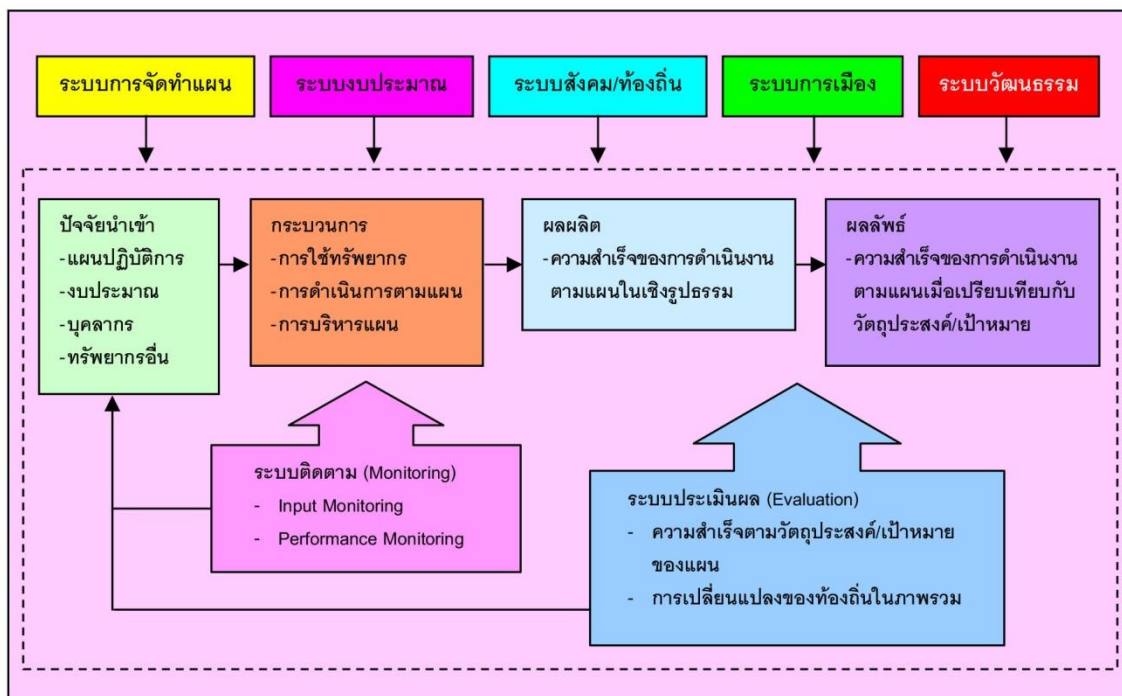 ระบบการจัดทำแผน
ระบบงบประมาณ
ระบบสังคม/ท้องถิ่น
ระบบการเมือง
ระบบวัฒนธรรม
ปัจจัยนำเข้า
-แผนปฏิบัติการ
-งบประมาณ
-บุคลากร
-ทรัพยากรอื่น
กระบวนการ
-การใช้ทรัพยากร
-การดำเนินการตามแผน
-การบริหารแผน
ผลผลิต
-ความสำเร็จของการดำเนินงาน
ตามแผนในเชิงรูปธรรม
ผลลัพธ์
-ความสำเร็จของการดำเนินงาน
ตามแผนเมื่อเปรียบเทียบกับ
วัตถุประสงค์/เป้าหมาย
ระบบติดตาม (Monitoring)
- Input Monitoring
- Performance Monitoring
ระบบประเมินผล (Evaluation)
- ความสำเร็จตามวัตถุประสงค์/เป้าหมาย
ของแผน
- การเปลี่ยนแปลงของท้องถิ่นในภาพรวม